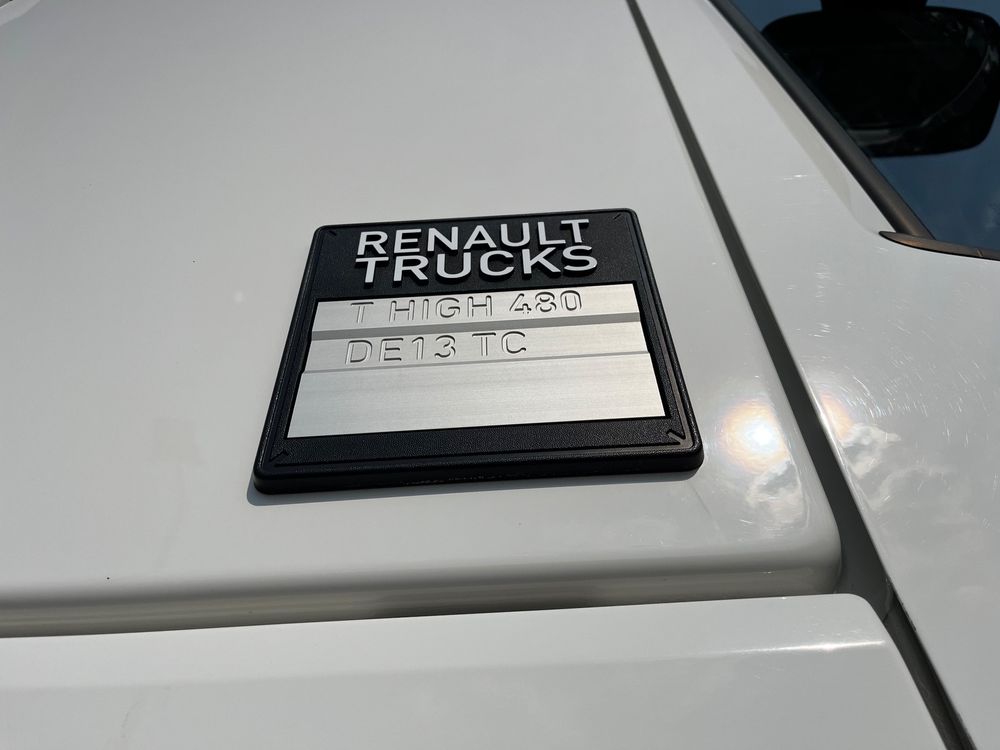 RENAULT
TRUCKS
T HIGH 480
DE13 TC